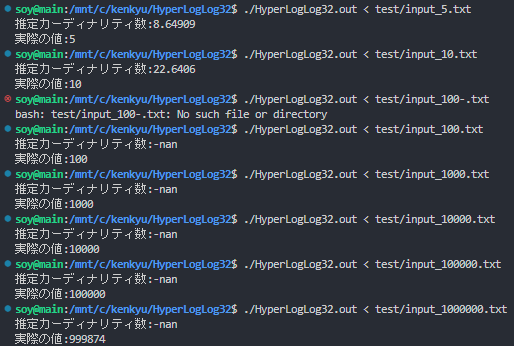 soy@main:/mnt/c/kenkyu/HyperLogLog32$ ./HyperLogLog32.out < test/input_5.txt
推定カーディナリティ数:8.64909
実際の値:5
soy@main:/mnt/c/kenkyu/HyperLogLog32$ ./HyperLogLog32.out < test/input_10.txt
推定カーディナリティ数:22.6406
実際の値:10
soy@main:/mnt/c/kenkyu/HyperLogLog32$ ./HyperLogLog32.out < test/input_100-.txt
bash: test/input_100-.txt: No such file or directory
soy@main:/mnt/c/kenkyu/HyperLogLog32$ ./HyperLogLog32.out < test/input_100.txt
推定カーディナリティ数:-nan
実際の値:100
soy@main:/mnt/c/kenkyu/HyperLogLog32$ ./HyperLogLog32.out < test/input_1000.txt
推定カーディナリティ数:-nan
実際の値:1000
soy@main:/mnt/c/kenkyu/HyperLogLog32$ ./HyperLogLog32.out < test/input_10000.txt
推定カーディナリティ数:-nan
実際の値:10000
soy@main:/mnt/c/kenkyu/HyperLogLog32$ ./HyperLogLog32.out < test/input_100000.txt
推定カーディナリティ数:-nan
実際の値:100000
soy@main:/mnt/c/kenkyu/HyperLogLog32$ ./HyperLogLog32.out < test/input_1000000.txt
推定カーディナリティ数:-nan
実際の値:999874